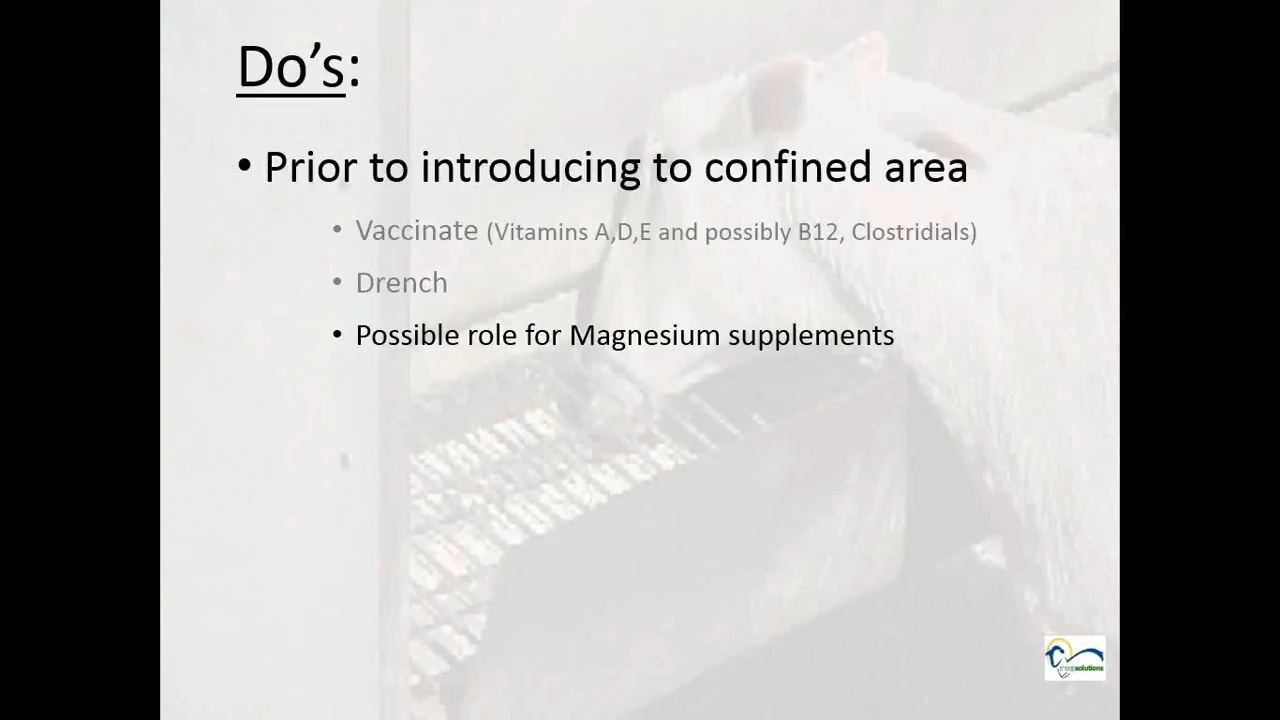 Do's:
• Prior to introducing to confined area
• Vaccinate (Vitamins A,D,E and possibly B12, Clostridials)
• Drench
• Possible role for Magnesium supplements